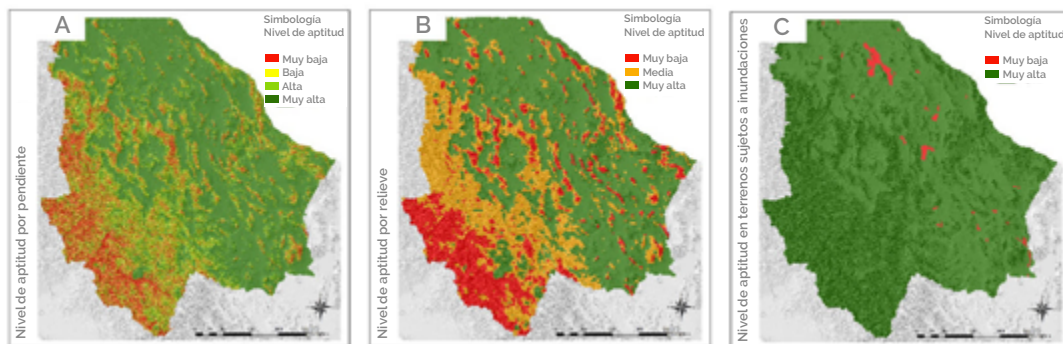 A
Simbología
Nivel de aptitud
Muy baja
Baja
Alta
Muy alta
Nivel de aptitud por pendiente
B
Simbología
Nivel de aptitud
Muy baja
Media
Muy alta
Nivel de aptitud por relieve
C
Simbología
Nivel de aptitud
Muy baja
Muy alta
Nivel de aptitud en terrenos sujetos a inundaciones